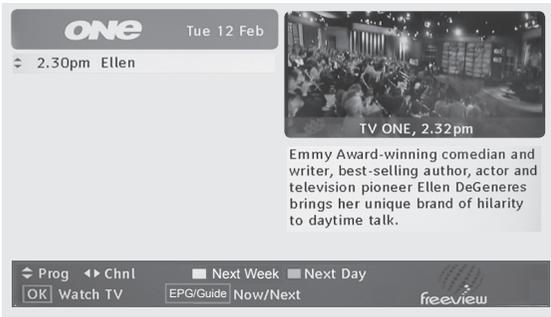 ONE Tue 12 Feb
2.30pm Ellen
TV ONE, 2.32pm
Emmy Award-winning comedian and
writer, best-selling author, actor and
television pioneer Ellen DeGeneres
brings her unique brand of hilarity
to daytime talk.
Prog Chnl Next Week Next Day
OK Watch TV EPG/Guide Now/Next
freeview